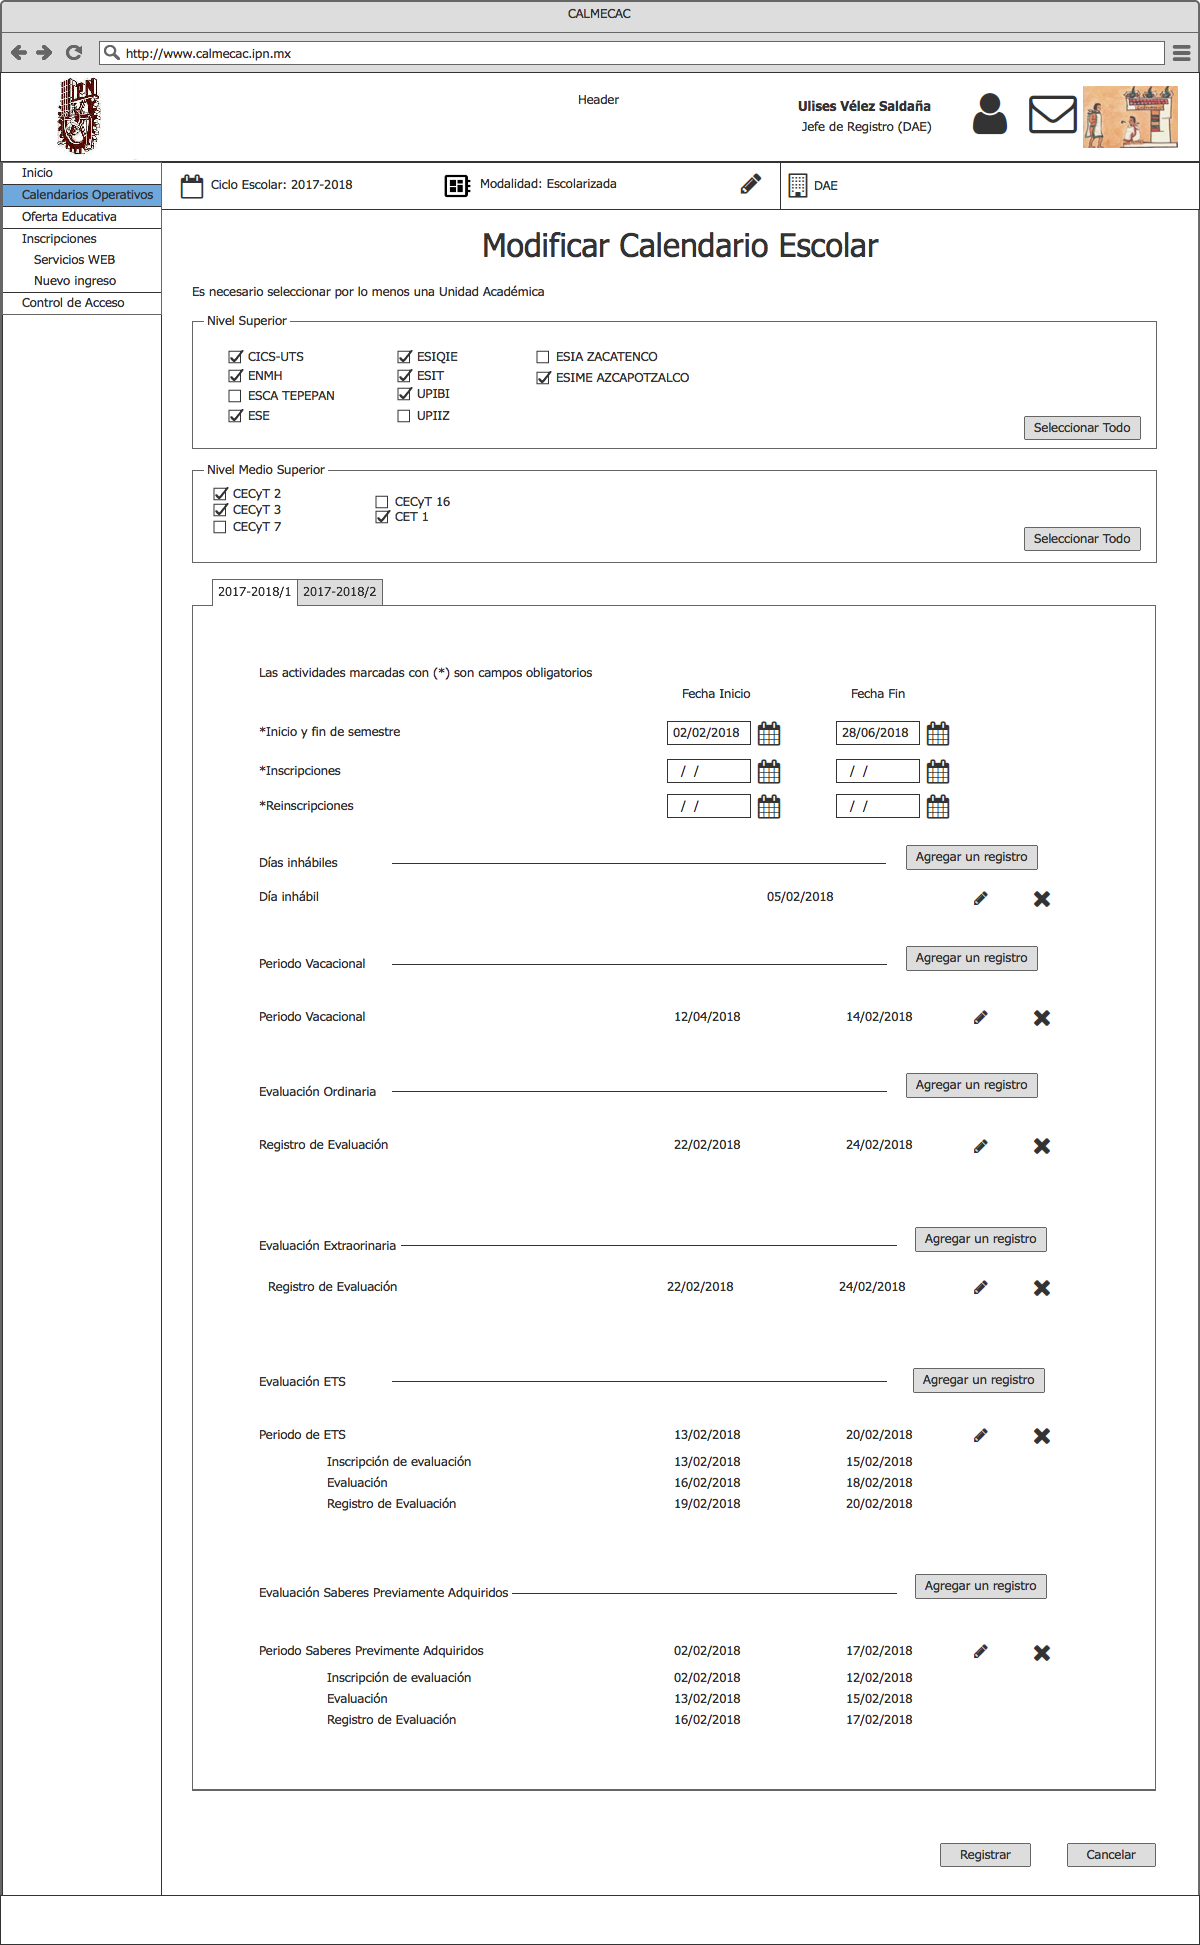 CALMECAC
http://www.calmecac.ipn.mx
Header
Ulises Vélez Saldaña
Jefe de Registro (DAE)
Inicio
Calendarios Operativos
Oferta Educativa
Inscripciones
Servicios WEB
Nuevo ingreso
Control de Acceso
Ciclo Escolar: 2017-2018 Modalidad: Escolarizada DAE
Modificar Calendario Escolar
Es necesario seleccionar por lo menos una Unidad Académica
Nivel Superior
CICS-UTS ESIQIE ESIA ZACATENCO
ENMH ESIT ESIME AZCAPOTZALCO
ESCA TEPEPAN UPIBI
ESE UPIIZ
Seleccionar Todo
Nivel Medio Superior
CECyT 2 CECyT 16
CECyT 3 CET 1
CECyT 7
Seleccionar Todo
2017-2018/1 2017-2018/2
Las actividades marcadas con (*) son campos obligatorios
Fecha Inicio Fecha Fin
*Inicio y fin de semestre 02/02/2018 28/06/2018
*Inscripciones / / / /
*Reinscripciones / / / /
Días inhábiles Agregar un registro
Día inhábil 05/02/2018
Periodo Vacacional Agregar un registro
Periodo Vacacional 12/04/2018 14/02/2018
Evaluación Ordinaria Agregar un registro
Registro de Evaluación 22/02/2018 24/02/2018
Evaluación Extraorinaria Agregar un registro
Registro de Evaluación 22/02/2018 24/02/2018
Evaluación ETS Agregar un registro
Periodo de ETS 13/02/2018 20/02/2018
Inscripción de evaluación 13/02/2018 15/02/2018
Evaluación 16/02/2018 18/02/2018
Registro de Evaluación 19/02/2018 20/02/2018
Evaluación Saberes Previamente Adquiridos Agregar un registro
Periodo Saberes Previmente Adquiridos 02/02/2018 17/02/2018
Inscripción de evaluación 02/02/2018 12/02/2018
Evaluación 13/02/2018 15/02/2018
Registro de Evaluación 16/02/2018 17/02/2018
Registrar Cancelar